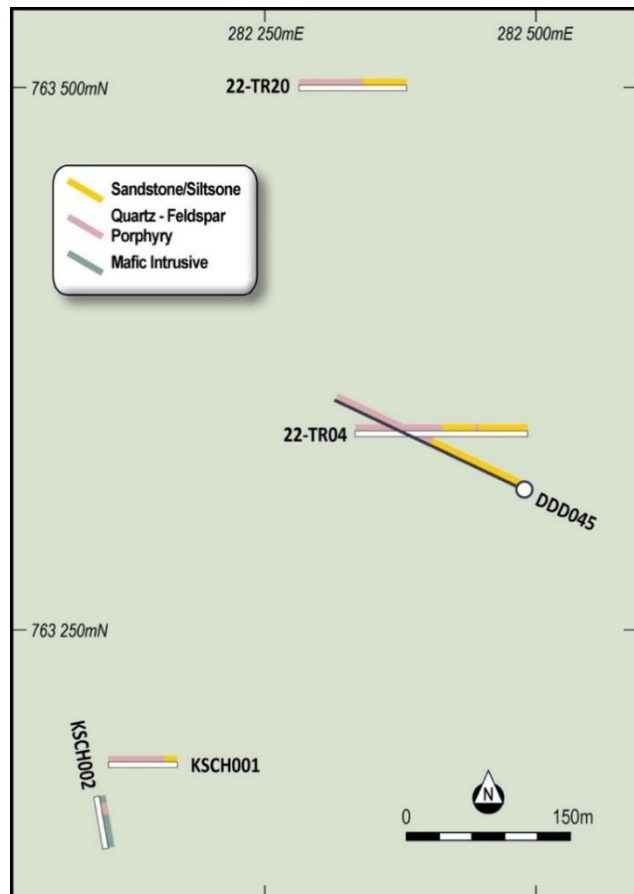 282 250mE
282 500mE
763 500mN
22-TR20
Sandstone/Siltsone
Quartz - Feldspar
Porphyry
Mafic Intrusive
22-TR04
DDD045
763 250mN
KSCH002
KSCH001
N
0
150m